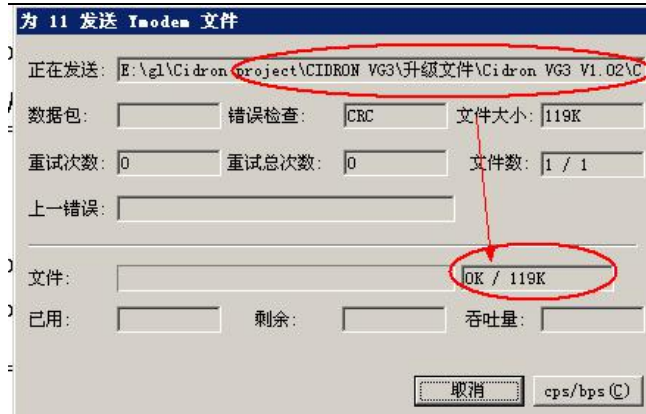 为 11 发送 Ymodem 文件
正在发送: E:\gl\Cidron project\CIDRON VG3\升级文件\Cidron VG3 V1.02\C
数据包: 错误检查: CRC 文件大小: 119K
重试次数: 0 重试总次数: 0 文件数: 1 / 1
上一错误:
文件: 0K / 119K
已用: 剩余: 吞吐量:
取消 cps/bps(C)